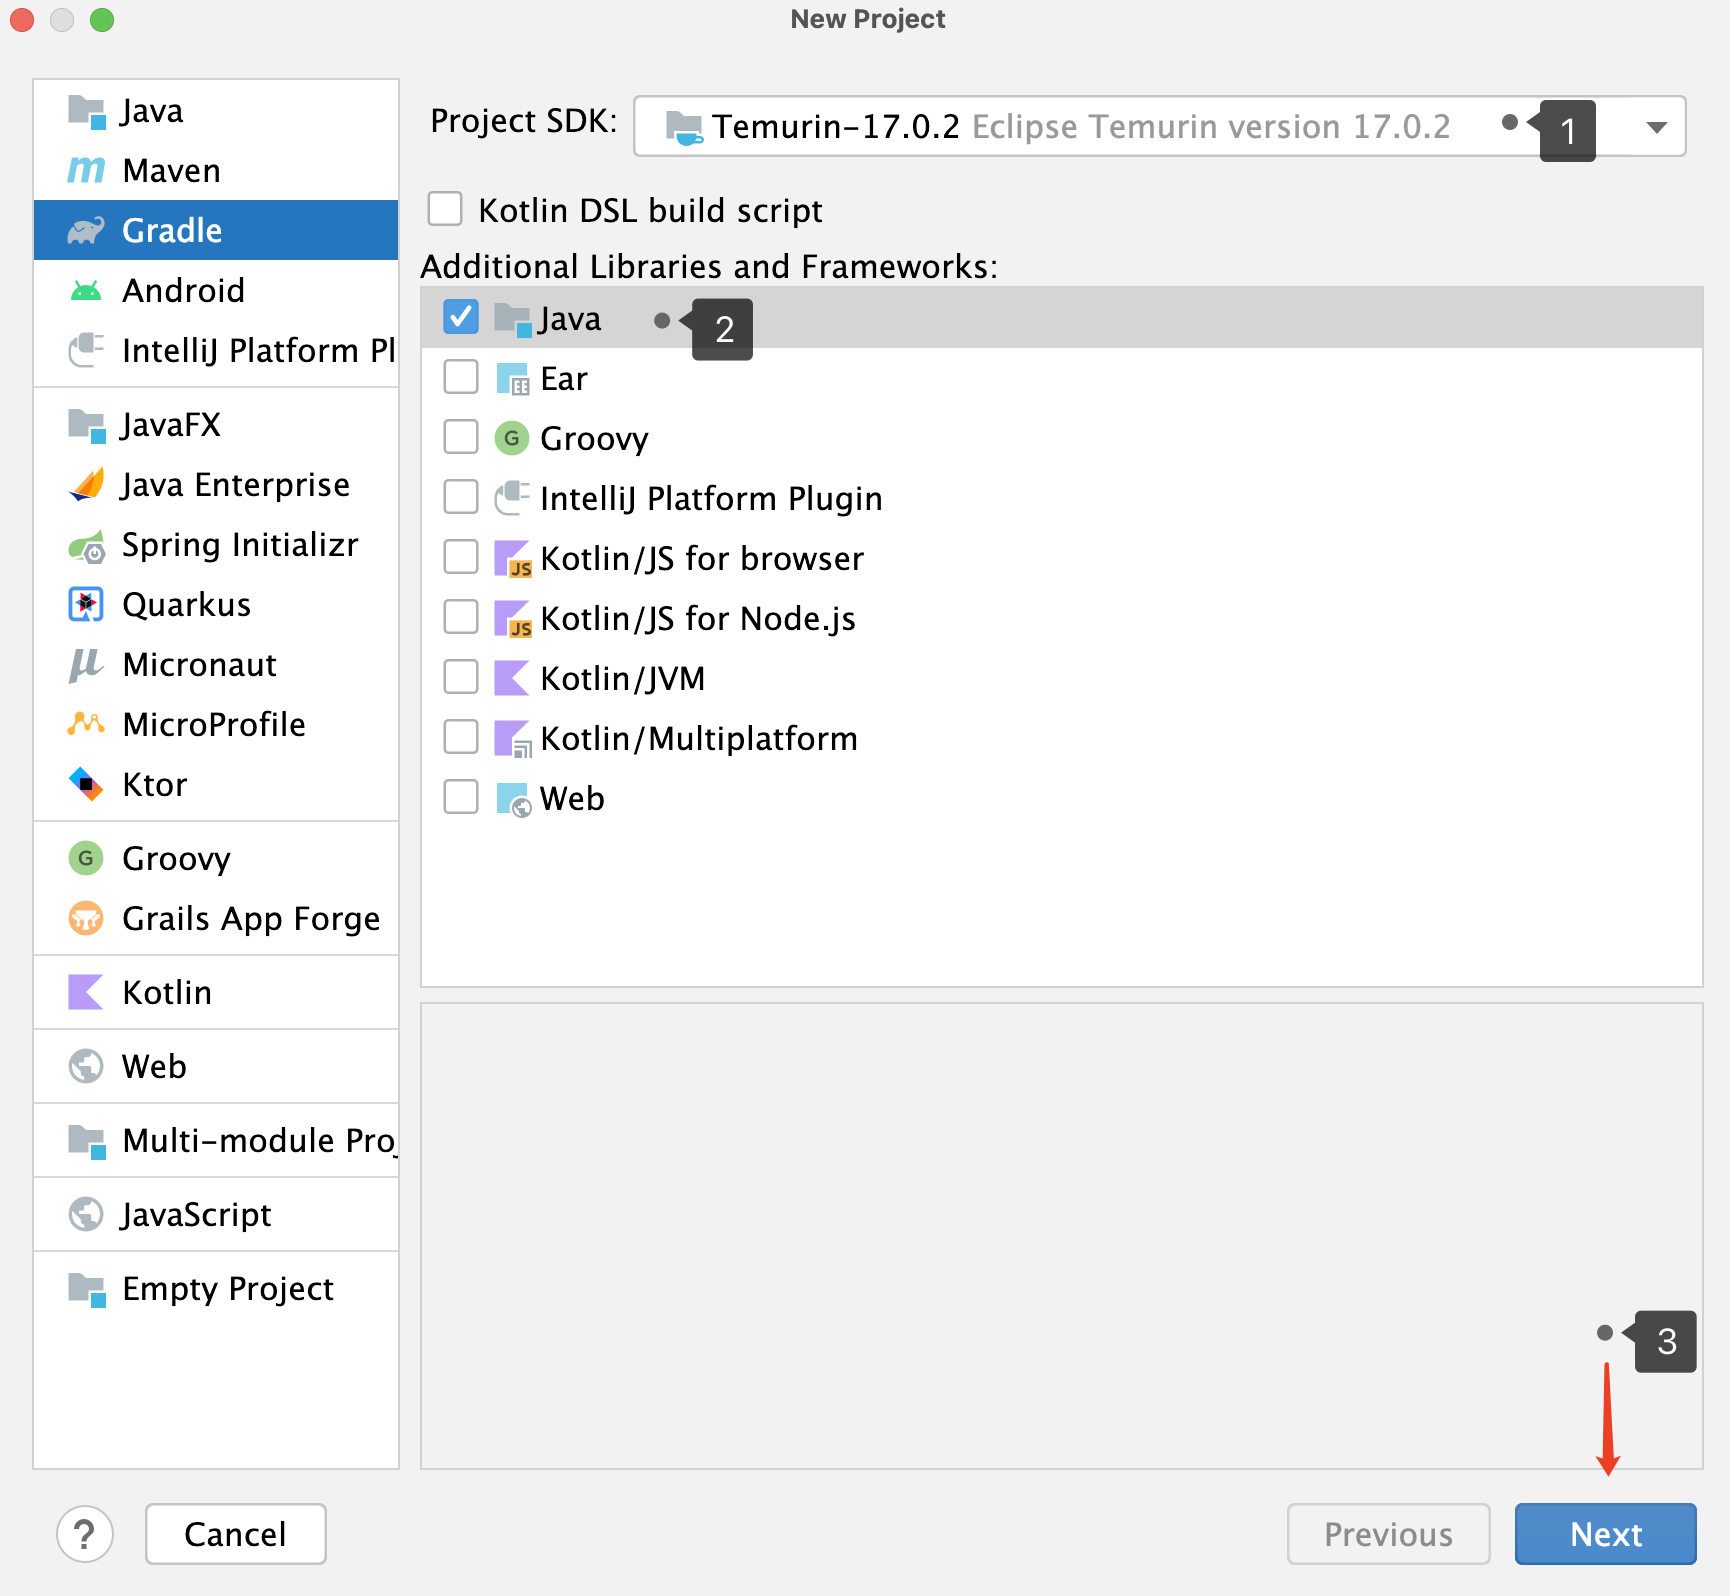 New Project
Java
Maven
Gradle
Android
IntelliJ Platform Pl
JavaFX
Java Enterprise
Spring Initializr
Quarkus
Micronaut
MicroProfile
Ktor
G Groovy
Grails App Forge
Kotlin
Web
Multi-module Proj
JavaScript
Empty Project
Project SDK: Temurin-17.0.2 Eclipse Temurin version 17.0.2 1
Kotlin DSL build script
Additional Libraries and Frameworks:
Java 2
Ear
G Groovy
IntelliJ Platform Plugin
JS Kotlin/JS for browser
JS Kotlin/JS for Node.js
Kotlin/JVM
Kotlin/Multiplatform
Web
3
? Cancel Previous Next